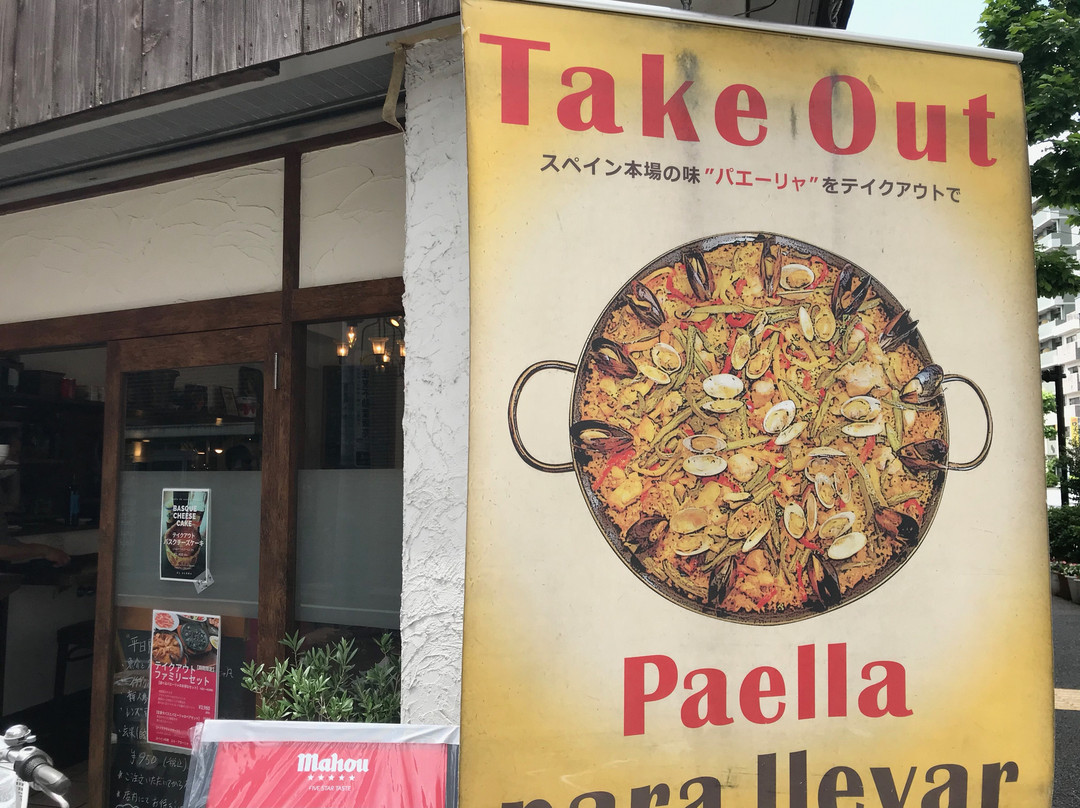 Take Out
スペイン本場の味"パエーリャ"をテイクアウトで
Paella
para llevar
BASQUE
CHEESE
CAKE
テイクアウト
バスクチーズケーキ
テイクアウト
ファミリーセット
平日
¥950
Mahou
★★★★★
FIVE STAR TASTE